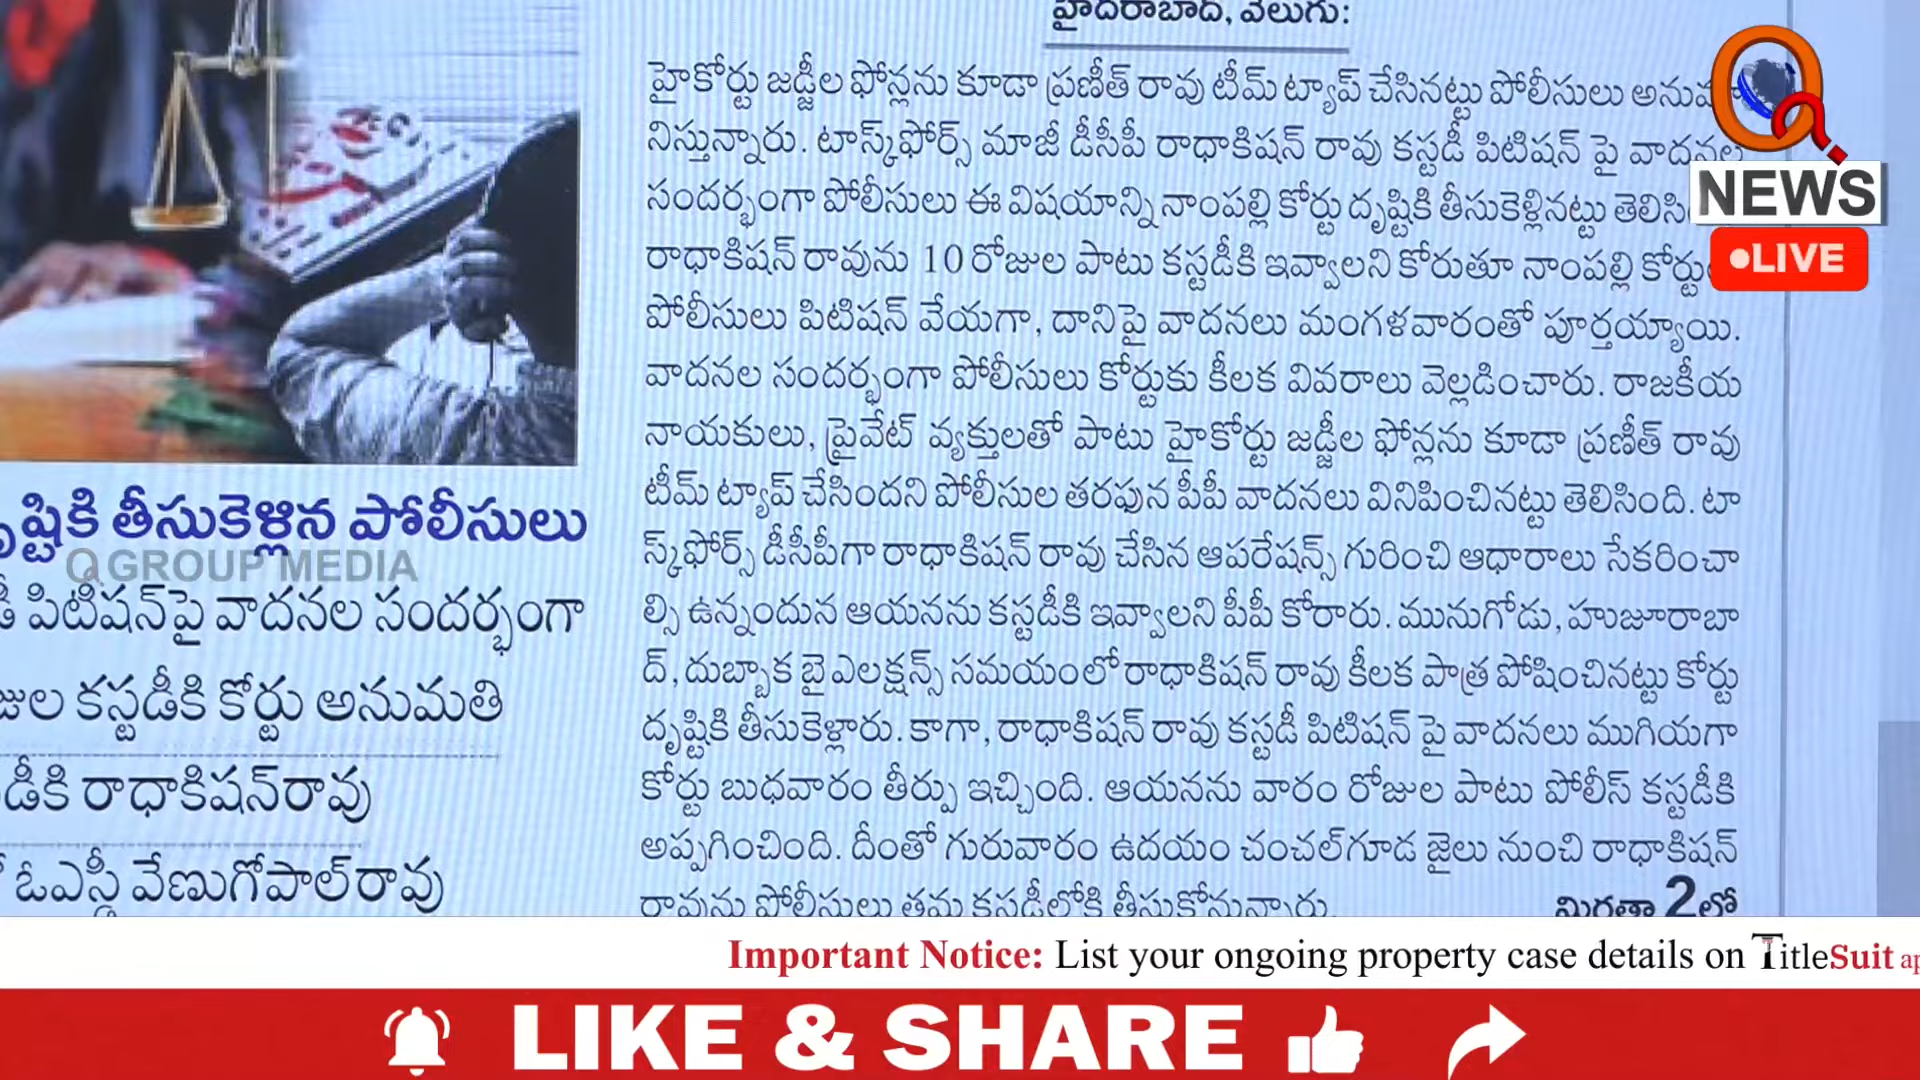 హైదరాబాద్, వెలుగు:
హైకోర్టు జడ్జీల ఫోన్లను కూడా ప్రణీత్ రావు టీమ్ ట్యాప్ చేసినట్టు పోలీసులు
నిస్తున్నారు. టాస్క్‌ఫోర్స్ మాజీ డీసీపీ రాధాకిషన్ రావు కస్టడీ పిటిషన్ పై వాదనల
సందర్భంగా పోలీసులు ఈ విషయాన్ని నాంపల్లి కోర్టు దృష్టికి తీసుకెళ్లినట్టు
రాధాకిషన్ రావును 10 రోజుల పాటు కస్టడీకి ఇవ్వాలని కోరుతూ నాంపల్లి
పోలీసులు పిటిషన్ వేయగా, దానిపై వాదనలు మంగళవారంతో పూర్తయ్యాయి.
వాదనల సందర్భంగా పోలీసులు కోర్టుకు కీలక వివరాలు వెల్లడించారు. రాజకీయ
నాయకులు, ప్రైవేట్ వ్యక్తులతో పాటు హైకోర్టు జడ్జీల ఫోన్లను కూడా ప్రణీత్ రావు
టీమ్ ట్యాప్ చేసిందని పోలీసుల తరఫున పీపీ వాదనలు వినిపించినట్టు తెలిసింది. టా
స్క్‌ఫోర్స్ డీసీపీగా రాధాకిషన్ రావు చేసిన ఆపరేషన్స్ గురించి ఆధారాలు సేకరించా
ల్సి ఉన్నందున ఆయనను కస్టడీకి ఇవ్వాలని పీపీ కోరారు. మునుగోడు, హుజూరాబా
ద్, దుబ్బాక బైఎలక్షన్స్ సమయంలో రాధాకిషన్ రావు కీలక పాత్ర పోషించినట్టు కోర్టు
దృష్టికి తీసుకెళ్లారు. కాగా, రాధాకిషన్ రావు కస్టడీ పిటిషన్ పై వాదనలు ముగియగా
కోర్టు బుధవారం తీర్పు ఇచ్చింది. ఆయనను వారం రోజుల పాటు పోలీస్ కస్టడీకి
అప్పగించింది. దీంతో గురువారం ఉదయం చంచల్‌గూడ జైలు నుంచి రాధాకిషన్
రావును పోలీసులు తమ కస్టడీలోకి తీసుకోనున్నారు. మిగతా 2లో
తీసుకెళ్లిన పోలీసులు
పిటిషన్‌పై వాదనల సందర్భంగా
కస్టడీకి కోర్టు అనుమతి
రాధాకిషన్‌రావు
ఓఎస్డీ వేణుగోపాల్‌రావు
Q GROUP MEDIA
Q
NEWS
LIVE
Important Notice: List your ongoing property case details on TitleSuit
LIKE & SHARE